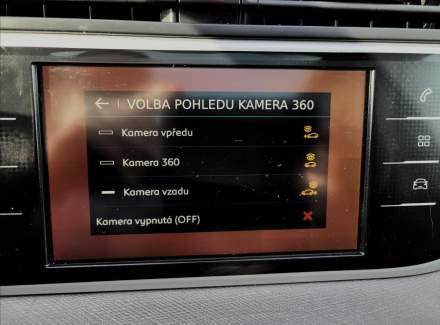 VOLBA POHLEDU KAMERA 360
Kamera vpředu
Kamera 360
Kamera vzadu
Kamera vypnutá (OFF)